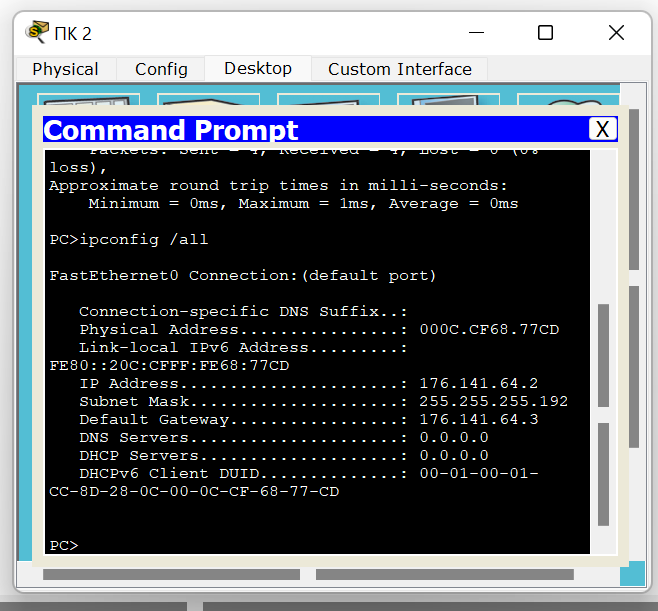 ПК 2
Physical
Config
Desktop
Custom Interface
Command Prompt
X
Packets: Sent = 4, Received = 4, Lost = 0 (0%
loss),
Approximate round trip times in milli-seconds:
Minimum = 0ms, Maximum = 1ms, Average = 0ms
PC>ipconfig /all
FastEthernet0 Connection:(default port)
Connection-specific DNS Suffix..:
Physical Address................: 000C.CF68.77CD
Link-local IPv6 Address.........:
FE80::20C:CFFF:FE68:77CD
IP Address......................: 176.141.64.2
Subnet Mask.....................: 255.255.255.192
Default Gateway.................: 176.141.64.3
DNS Servers.....................: 0.0.0.0
DHCP Servers....................: 0.0.0.0
DHCPv6 Client DUID..............: 00-01-00-01-
CC-8D-28-0C-00-0C-CF-68-77-CD
PC>